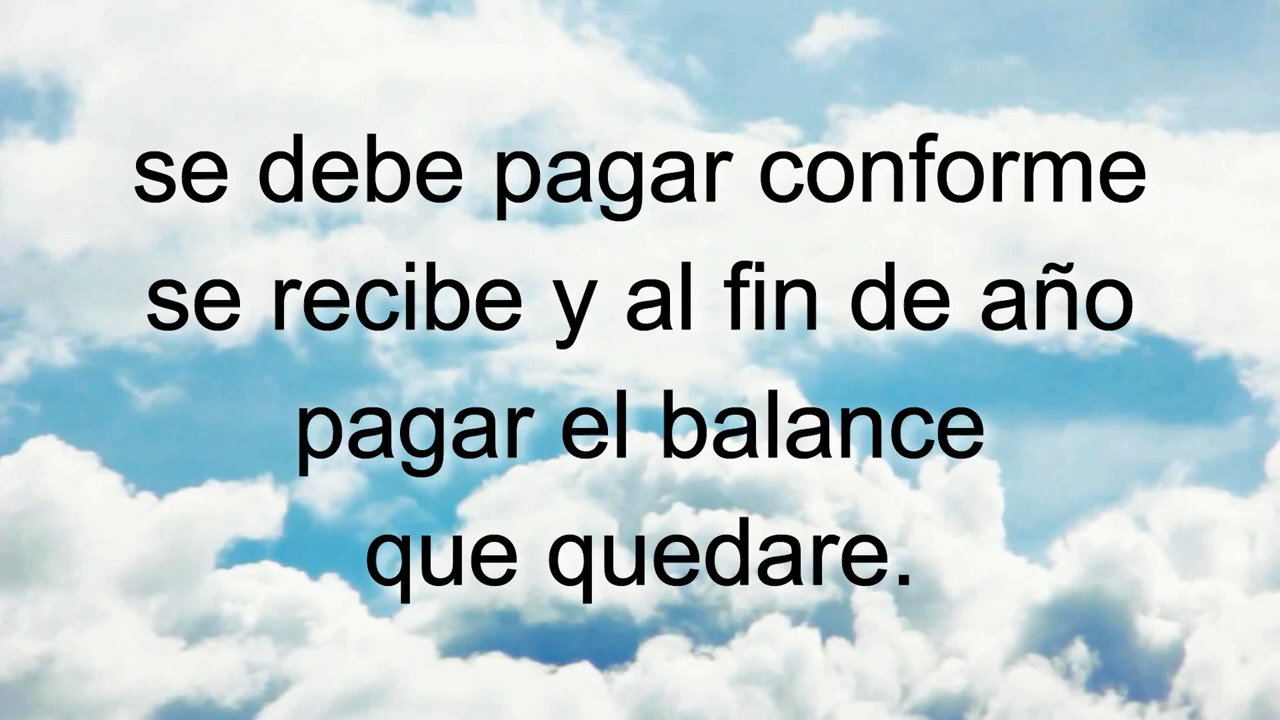 se debe pagar conforme
se recibe y al fin de año
pagar el balance
que quedare.